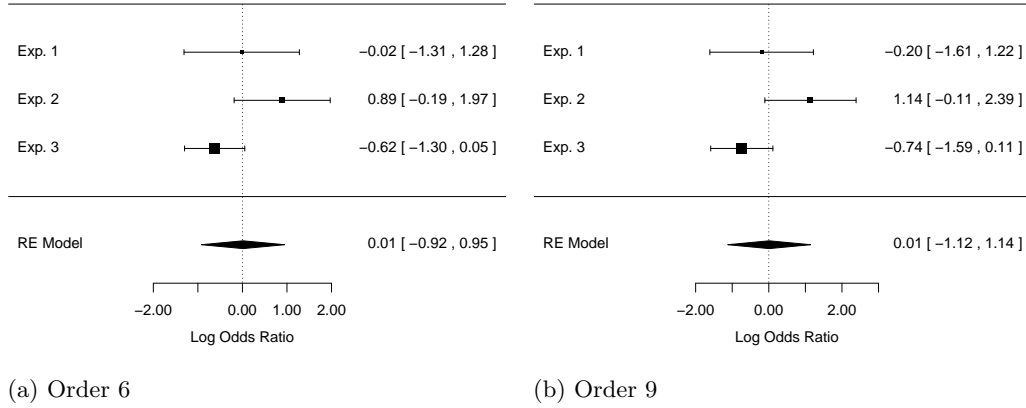 Exp. 1 −0.02 [ −1.31 , 1.28 ]
Exp. 2 0.89 [ −0.19 , 1.97 ]
Exp. 3 −0.62 [ −1.30 , 0.05 ]
RE Model 0.01 [ −0.92 , 0.95 ]
−2.00 0.00 1.00 2.00
Log Odds Ratio
(a) Order 6
Exp. 1 −0.20 [ −1.61 , 1.22 ]
Exp. 2 1.14 [ −0.11 , 2.39 ]
Exp. 3 −0.74 [ −1.59 , 0.11 ]
RE Model 0.01 [ −1.12 , 1.14 ]
−2.00 0.00 2.00
Log Odds Ratio
(b) Order 9